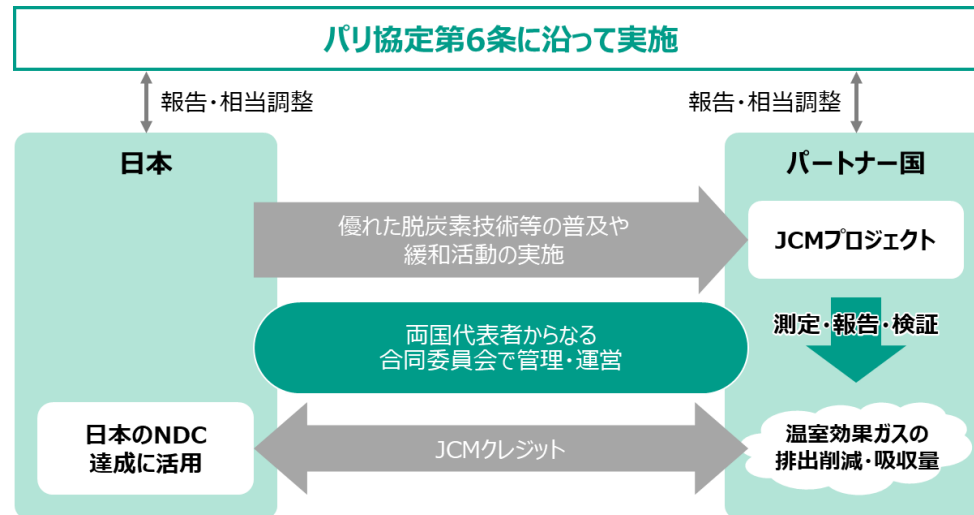 パリ協定第6条に沿って実施
報告・相当調整
報告・相当調整
日本
パートナー国
優れた脱炭素技術等の普及や
緩和活動の実施
JCMプロジェクト
測定・報告・検証
両国代表者からなる
合同委員会で管理・運営
日本のNDC
達成に活用
JCMクレジット
温室効果ガスの
排出削減・吸収量